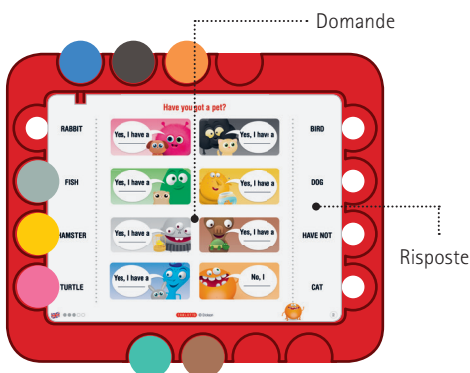 Domande
Have you got a pet?
RABBIT
Yes, I have a
Yes, I have a
BIRD
FISH
Yes, I have a
Yes, I have a
DOG
HAMSTER
Yes, I have a
Yes, I have a
HAVE NOT
TURTLE
Yes, I have a
No, I
CAT
Risposte